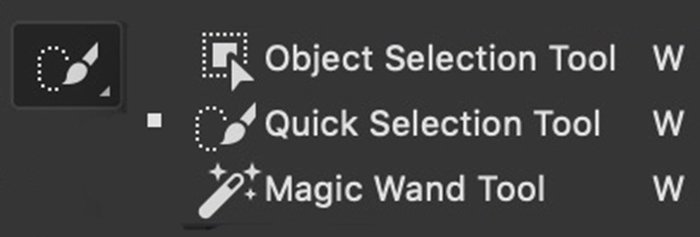 Object Selection Tool W
Quick Selection Tool W
Magic Wand Tool W